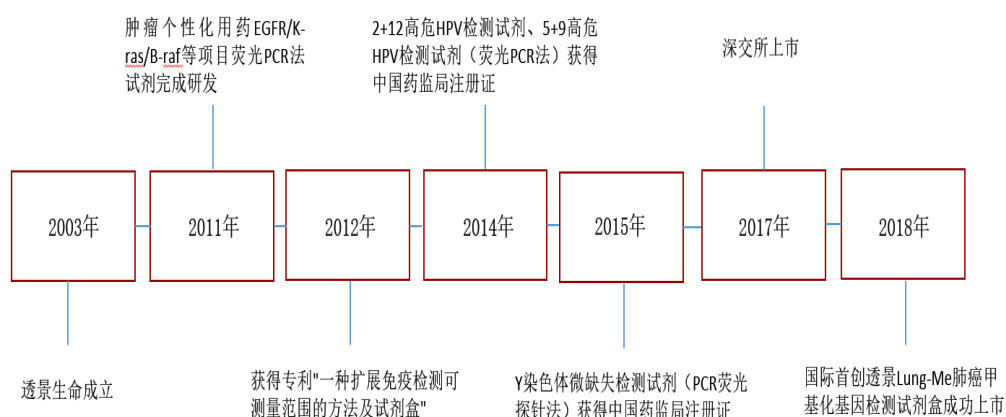 肿瘤个性化用药EGFR/K-
ras/B-raf等项目荧光PCR法
试剂完成研发
2+12高危HPV检测试剂、5+9高危
HPV检测试剂（荧光PCR法）获得
中国药监局注册证
深交所上市
2003年
2011年
2012年
2014年
2015年
2017年
2018年
透景生命成立
获得专利"一种扩展免疫检测可
测量范围的方法及试剂盒"
Y染色体微缺失检测试剂（PCR荧光
探针法）获得中国药监局注册证
国际首创透景Lung-Me肺癌甲
基化基因检测试剂盒成功上市